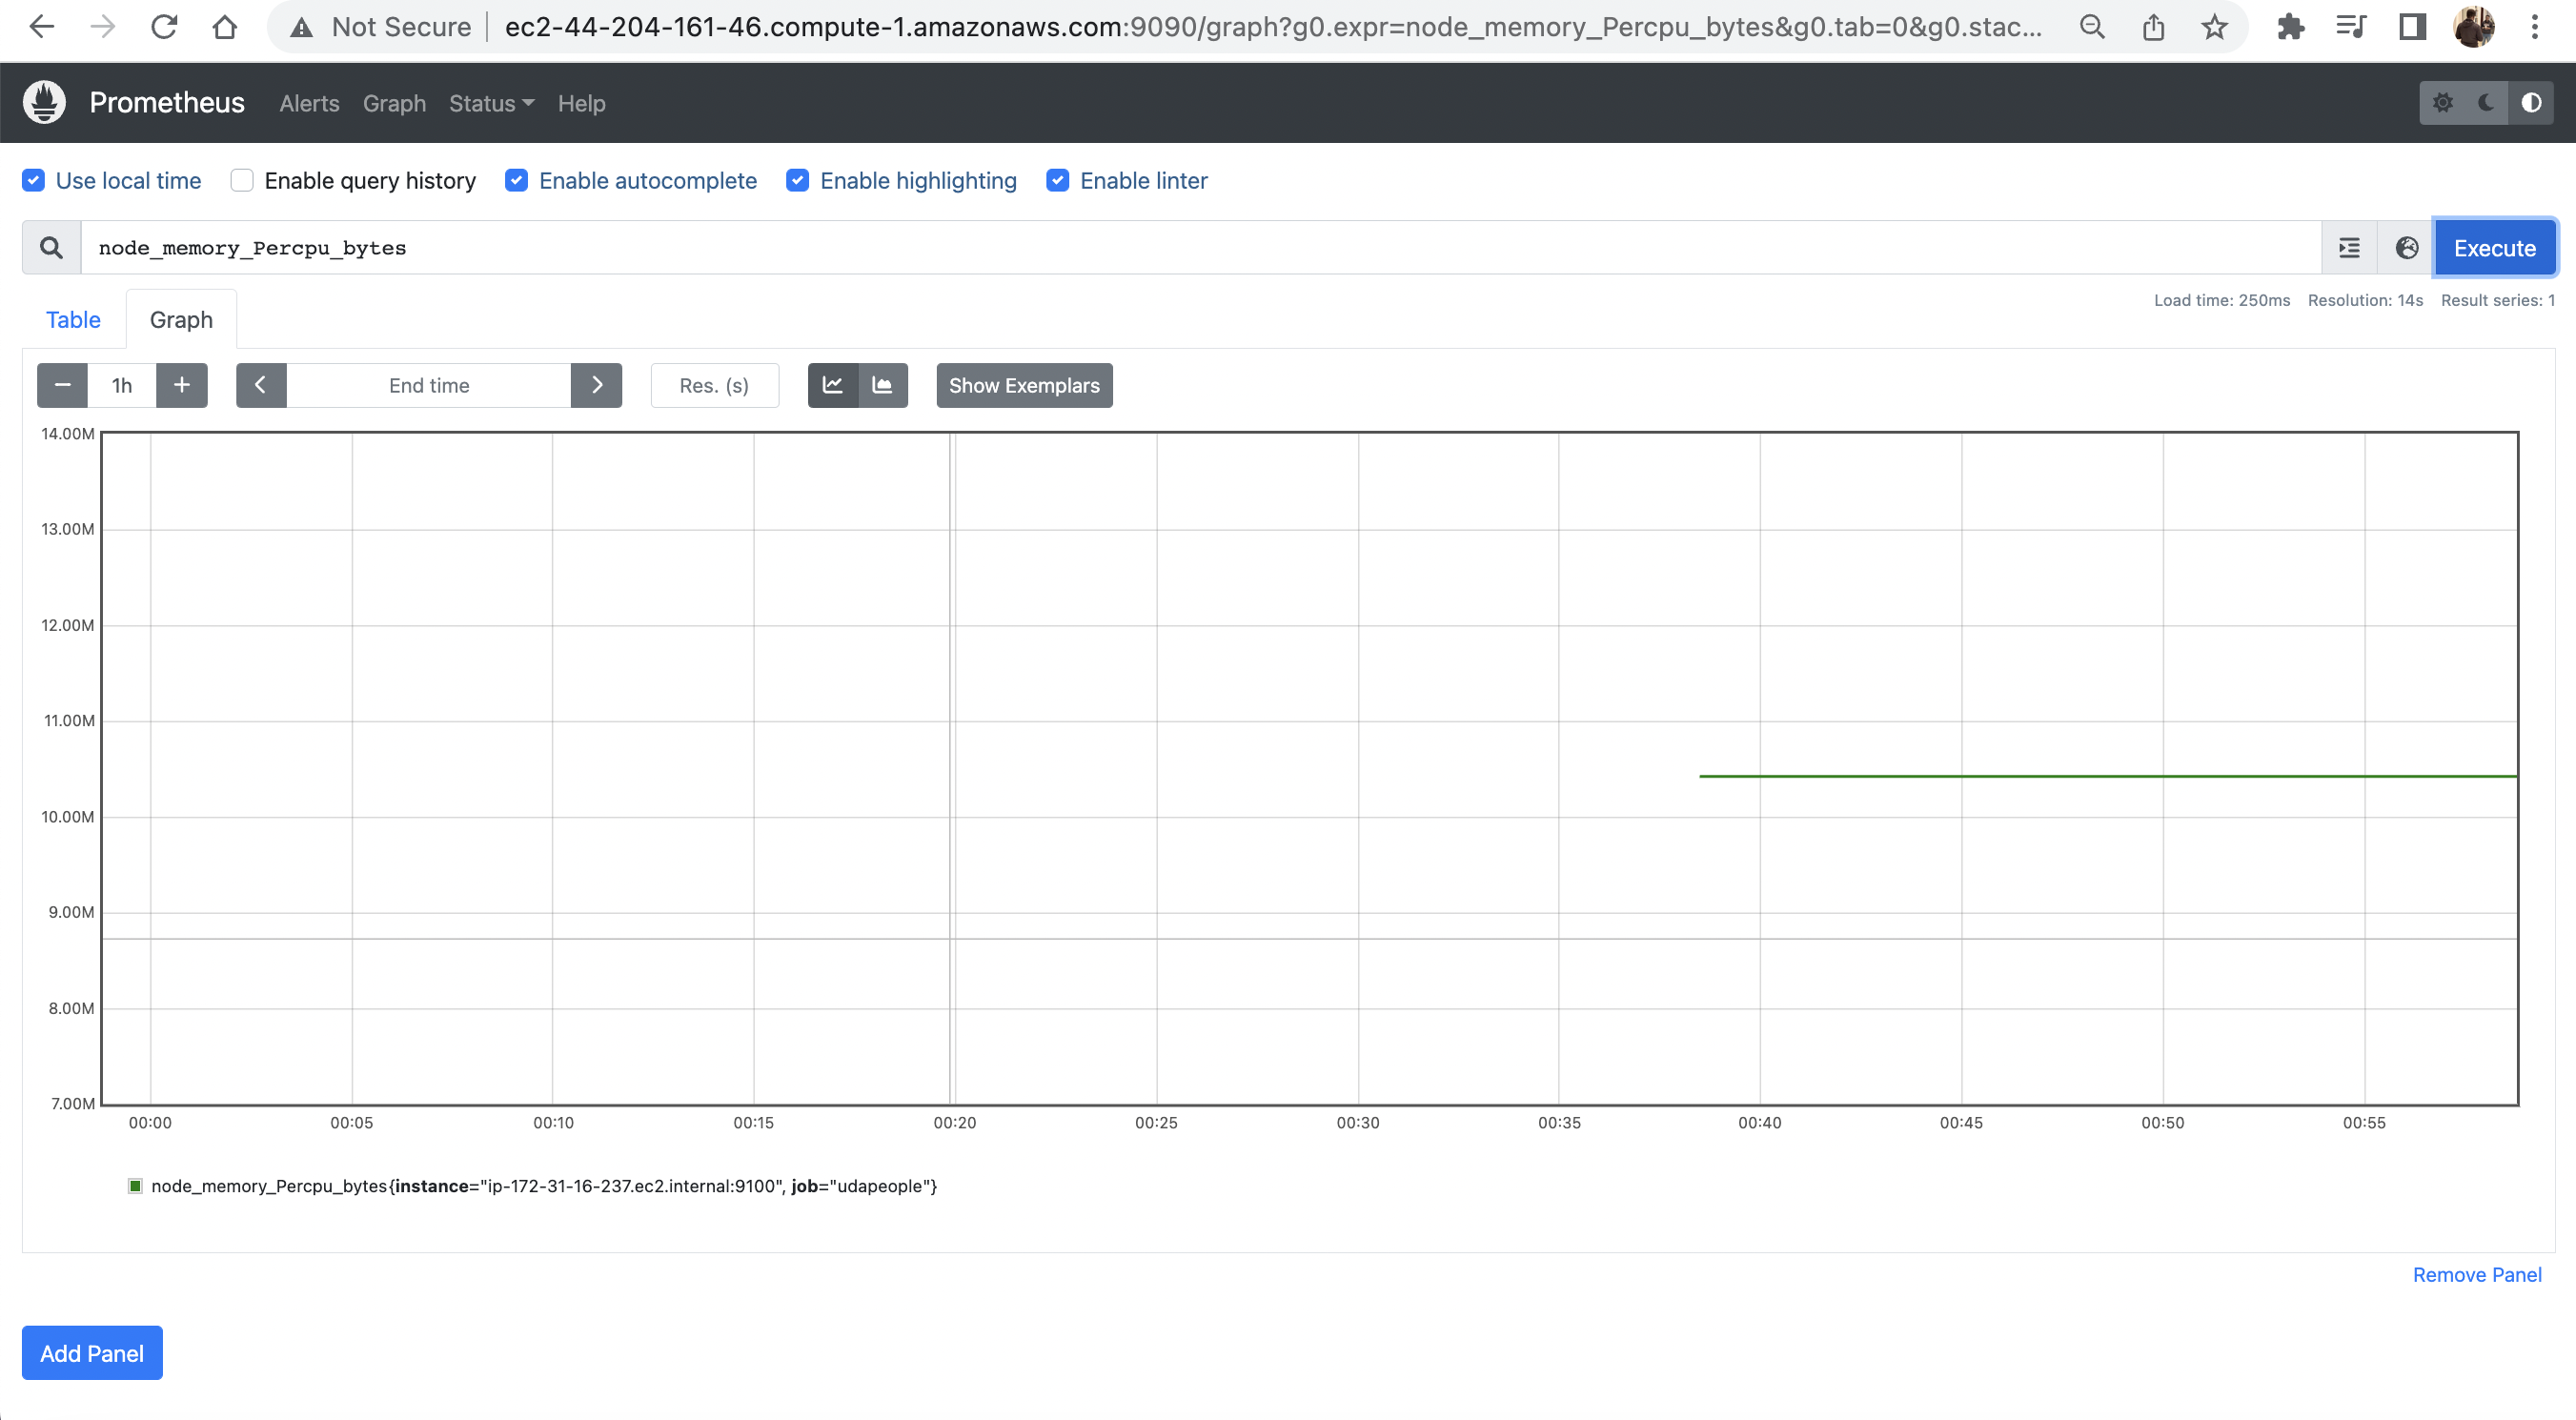 Not Secure | ec2-44-204-161-46.compute-1.amazonaws.com:9090/graph?g0.expr=node_memory_Percpu_bytes&g0.tab=0&g0.stac...
Prometheus Alerts Graph Status Help
Use local time Enable query history Enable autocomplete Enable highlighting Enable linter
node_memory_Percpu_bytes Execute
Load time: 250ms Resolution: 14s Result series: 1
Table Graph
1h End time Res. (s) Show Exemplars
14.00M
13.00M
12.00M
11.00M
10.00M
9.00M
8.00M
7.00M
00:00 00:05 00:10 00:15 00:20 00:25 00:30 00:35 00:40 00:45 00:50 00:55
node_memory_Percpu_bytes{instance="ip-172-31-16-237.ec2.internal:9100", job="udapeople"}
Remove Panel
Add Panel